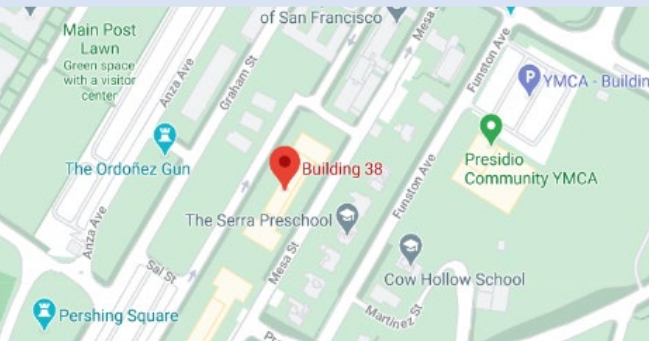 of San Francisco
Mesa
Main Post
Lawn
Green space
with a visitor
center
Anza Ave
Graham St
Funston Ave
P
YMCA - Buildin
The Ordoñez Gun
Building 38
Presidio
Community YMCA
Funston Ave
The Serra Preschool
Anza Ave
Mesa St
Cow Hollow School
Sal St
Pershing Square
Martinez St